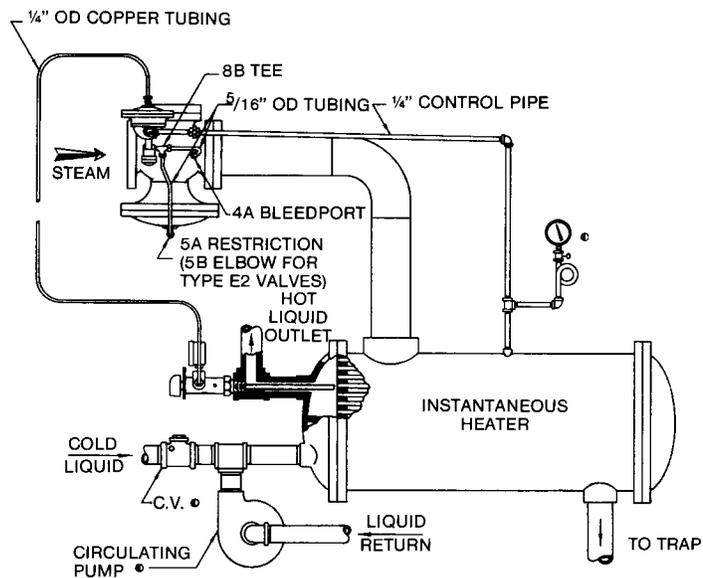 ¼" OD COPPER TUBING
8B TEE
5/16" OD TUBING
¼" CONTROL PIPE
STEAM
4A BLEEDPORT
5A RESTRICTION
(5B ELBOW FOR
TYPE E2 VALVES)
HOT
LIQUID
OUTLET
INSTANTANEOUS
HEATER
COLD
LIQUID
C.V.
LIQUID
RETURN
CIRCULATING
PUMP
TO TRAP